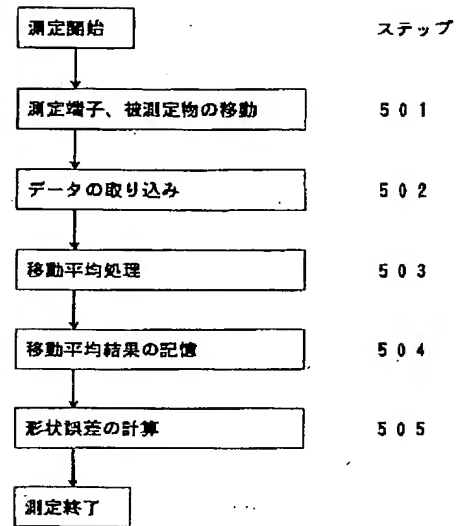 測定開始 ステップ
測定端子、被測定物の移動 501
データの取り込み 502
移動平均処理 503
移動平均結果の記憶 504
形状誤差の計算 505
測定終了